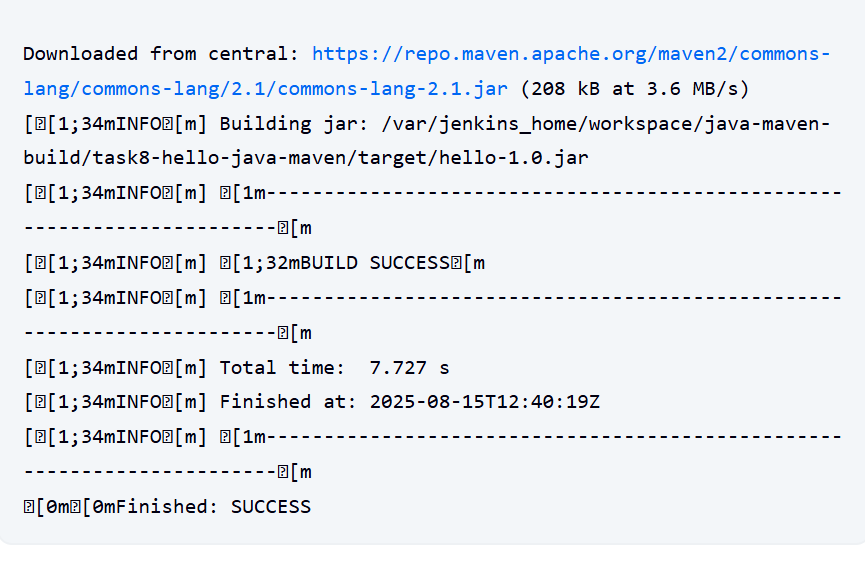 Downloaded from central: https://repo.maven.apache.org/maven2/commons-
lang/commons-lang/2.1/commons-lang-2.1.jar (208 kB at 3.6 MB/s)
[�[1;34mINFO�[m] Building jar: /var/jenkins_home/workspace/java-maven-
build/task8-hello-java-maven/target/hello-1.0.jar
[�[1;34mINFO�[m] �[1m--------------------------------------------------
----------------------�[m
[�[1;34mINFO�[m] �[1;32mBUILD SUCCESS�[m
[�[1;34mINFO�[m] �[1m--------------------------------------------------
----------------------�[m
[�[1;34mINFO�[m] Total time:  7.727 s
[�[1;34mINFO�[m] Finished at: 2025-08-15T12:40:19Z
[�[1;34mINFO�[m] �[1m--------------------------------------------------
----------------------�[m
�[0m�[0mFinished: SUCCESS